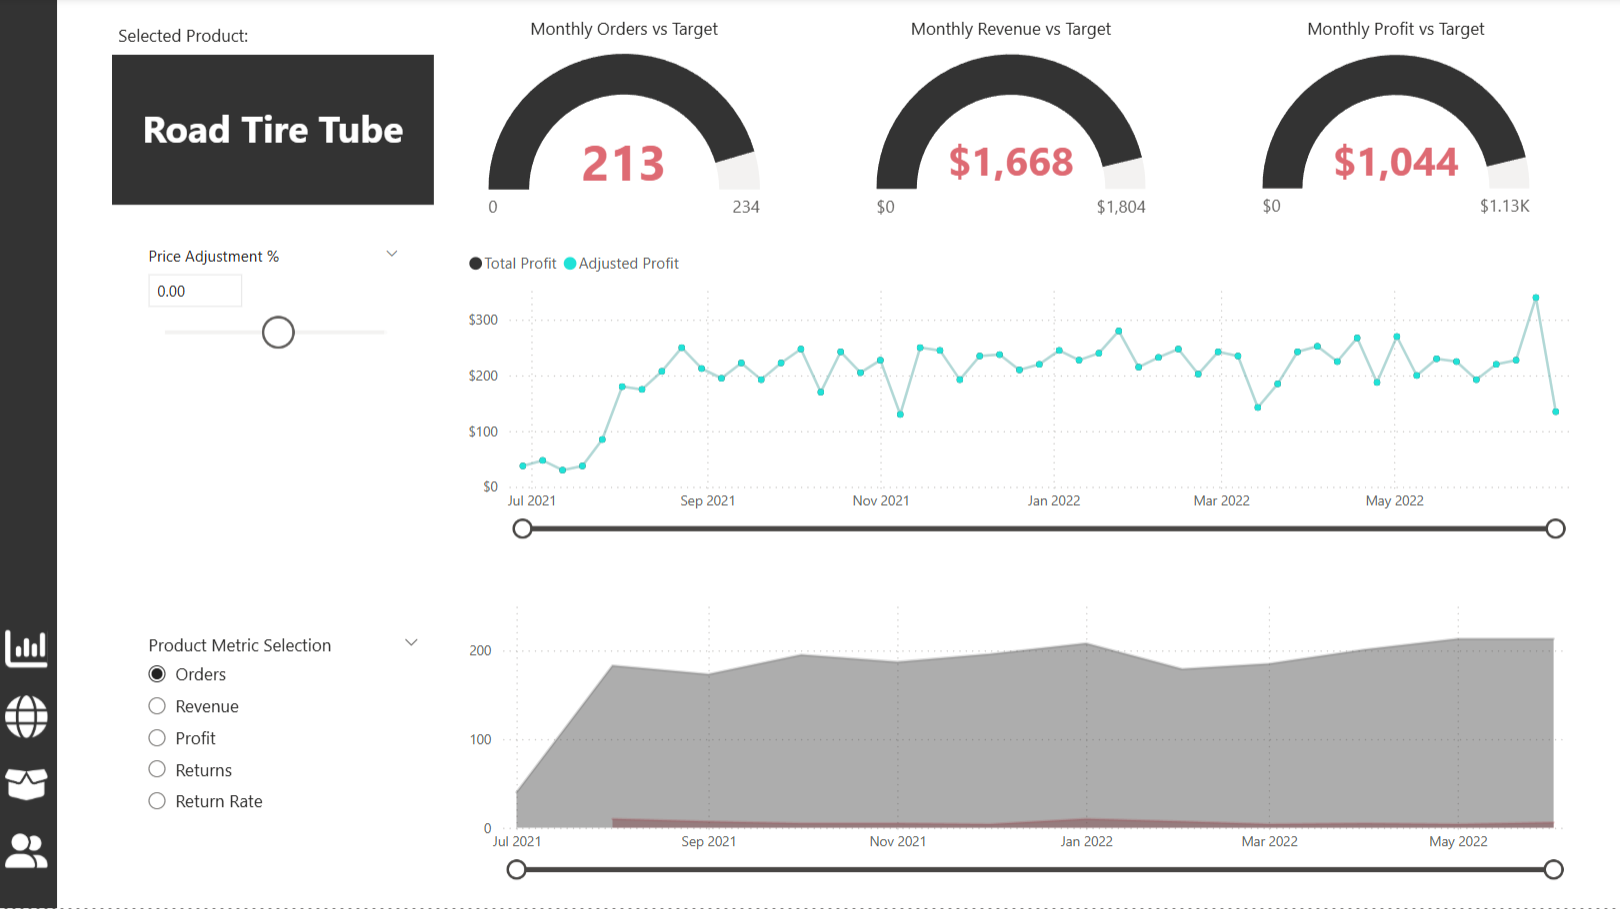 Selected Product:
Road Tire Tube
Monthly Orders vs Target
213
0
234
Monthly Revenue vs Target
$1,668
$0
$1,804
Monthly Profit vs Target
$1,044
$0
$1.13K
Price Adjustment %
0.00
Total Profit
Adjusted Profit
$300
$200
$100
$0
Jul 2021
Sep 2021
Nov 2021
Jan 2022
Mar 2022
May 2022
Product Metric Selection
Orders
Revenue
Profit
Returns
Return Rate
200
100
0
Jul 2021
Sep 2021
Nov 2021
Jan 2022
Mar 2022
May 2022